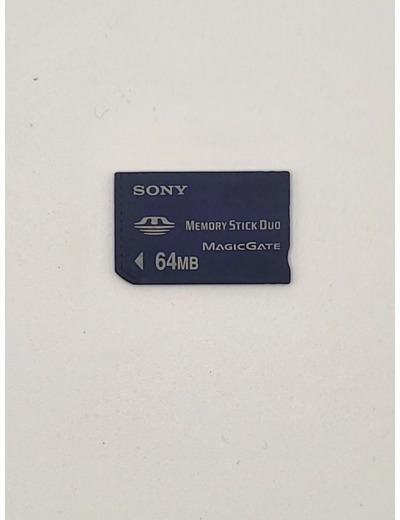 SONY
MEMORY STICK DUO
MAGICGATE
64MB